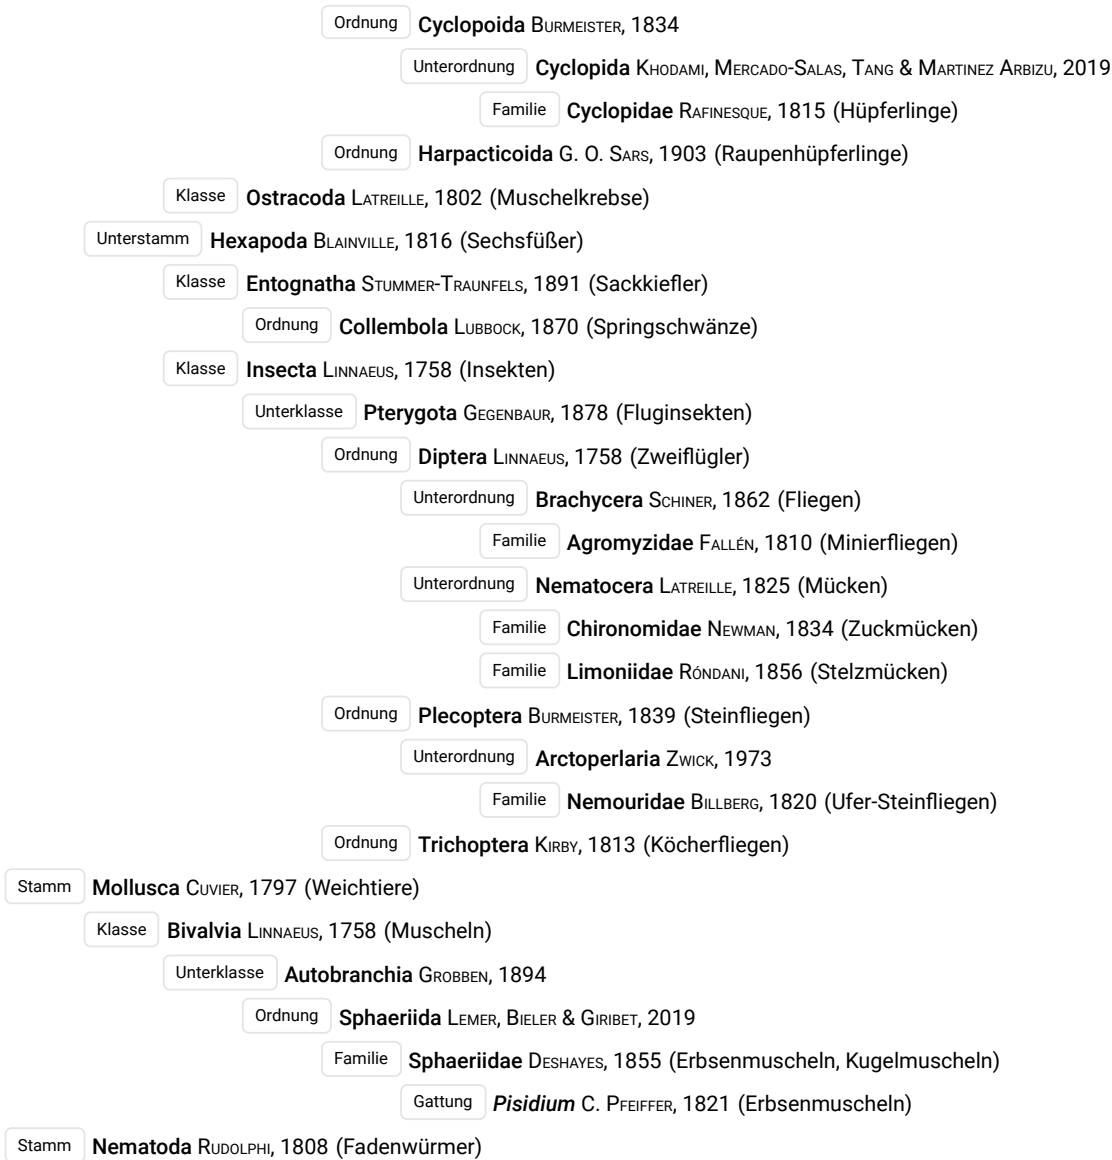 Ordnung Cyclopoida Burmeister, 1834
Unterordnung Cyclopida Khodami, Mercado-Salas, Tang & Martinez Arbizu, 2019
Familie Cyclopidae Rafinesque, 1815 (Hüpferlinge)
Ordnung Harpacticoida G. O. Sars, 1903 (Raupenhüpferlinge)
Klasse Ostracoda Latreille, 1802 (Muschelkrebse)
Unterstamm Hexapoda Blainville, 1816 (Sechsfüßer)
Klasse Entognatha Stummer-Traunfels, 1891 (Sackkiefler)
Ordnung Collembola Lubbock, 1870 (Springschwänze)
Klasse Insecta Linnaeus, 1758 (Insekten)
Unterklasse Pterygota Gegenbaur, 1878 (Fluginsekten)
Ordnung Diptera Linnaeus, 1758 (Zweiflügler)
Unterordnung Brachycera Schiner, 1862 (Fliegen)
Familie Agromyzidae Fallén, 1810 (Minierfliegen)
Unterordnung Nematocera Latreille, 1825 (Mücken)
Familie Chironomidae Newman, 1834 (Zuckmücken)
Familie Limoniidae Róndani, 1856 (Stelzmücken)
Ordnung Plecoptera Burmeister, 1839 (Steinfliegen)
Unterordnung Arctoperlaria Zwick, 1973
Familie Nemouridae Billberg, 1820 (Ufer-Steinfliegen)
Ordnung Trichoptera Kirby, 1813 (Köcherfliegen)
Stamm Mollusca Cuvier, 1797 (Weichtiere)
Klasse Bivalvia Linnaeus, 1758 (Muscheln)
Unterklasse Autobranchia Grobben, 1894
Ordnung Sphaeriida Lemer, Bieler & Giribet, 2019
Familie Sphaeriidae Deshayes, 1855 (Erbsenmuscheln, Kugelmuscheln)
Gattung Pisidium C. Pfeiffer, 1821 (Erbsenmuscheln)
Stamm Nematoda Rudolphi, 1808 (Fadenwürmer)